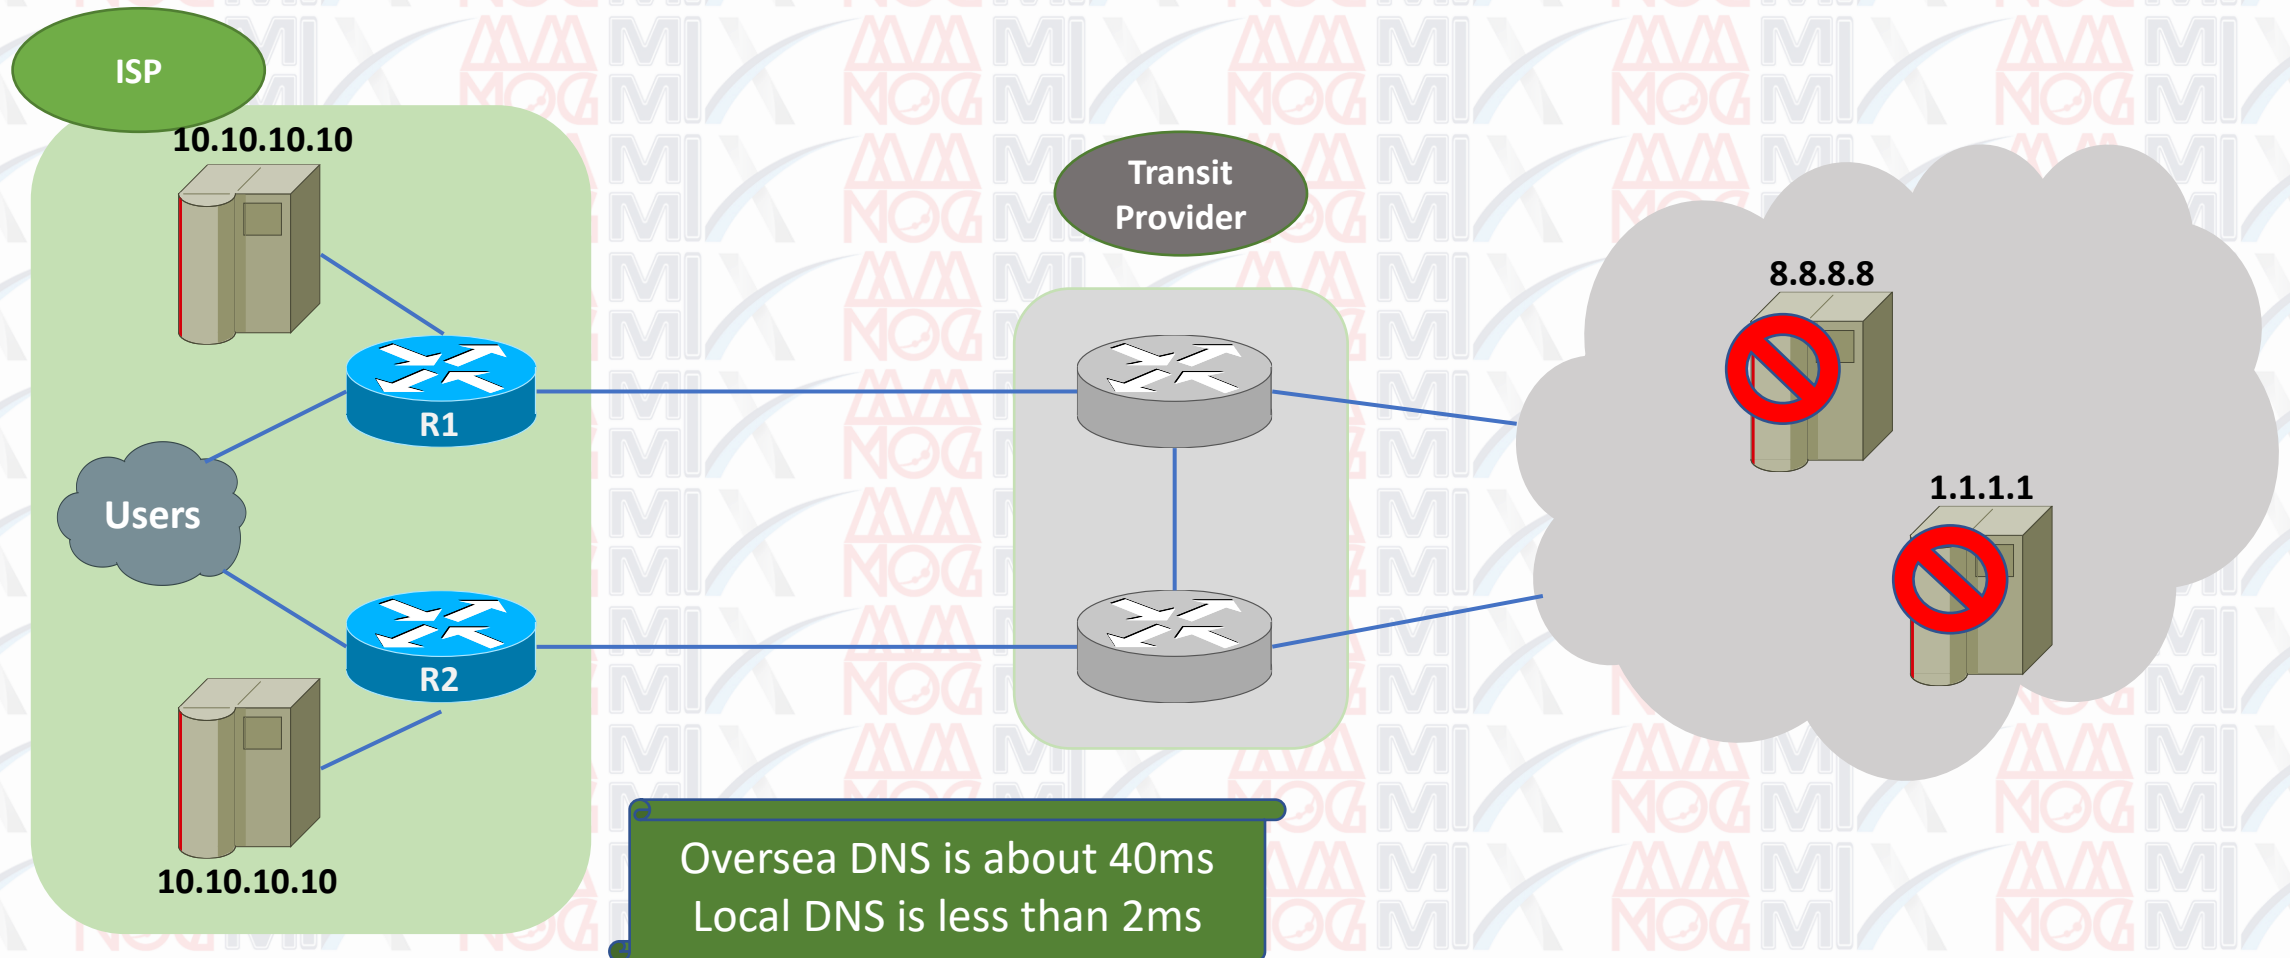 ISP
10.10.10.10
Transit
Provider
8.8.8.8
R1
1.1.1.1
Users
R2
10.10.10.10
Oversea DNS is about 40ms
Local DNS is less than 2ms